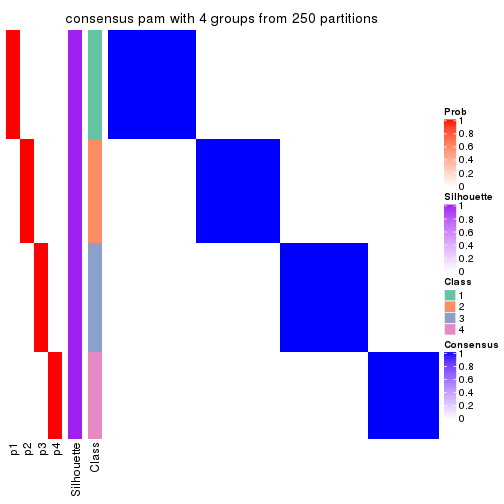 consensus pam with 4 groups from 250 partitions
Prob
1
0.8
0.6
0.4
0.2
0
Silhouette
1
0.8
0.6
0.4
0.2
0
Class
1
2
3
4
Consensus
1
0.8
0.6
0.4
0.2
0
p1
p2
p3
p4
Silhouette
Class